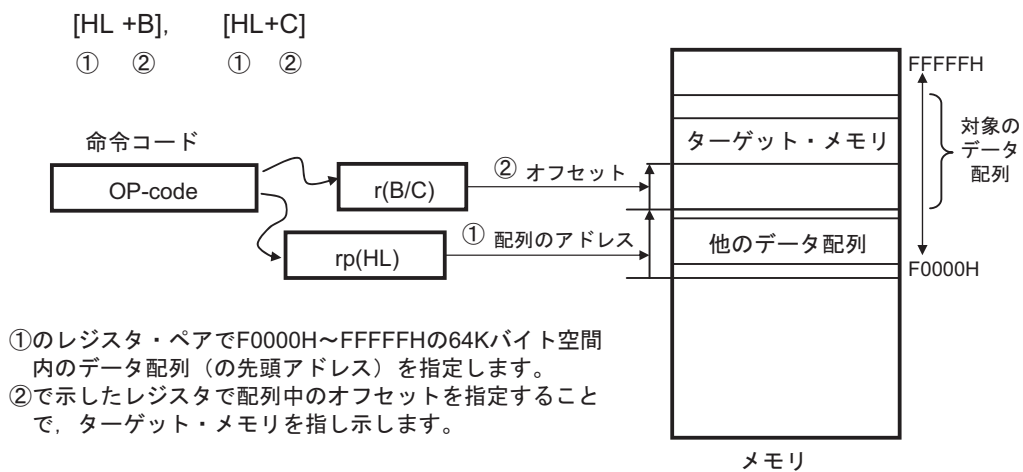 [HL +B], [HL+C]
① ② ① ②
FFFFFH
命令コード
OP-code
r(B/C)
② オフセット
ターゲット・メモリ
対象の
データ
配列
rp(HL)
① 配列のアドレス
他のデータ配列
F0000H
①のレジスタ・ペアでF0000H～FFFFFHの64Kバイト空間
内のデータ配列（の先頭アドレス）を指定します。
②で示したレジスタで配列中のオフセットを指定すること
で，ターゲット・メモリを指し示します。
メモリ